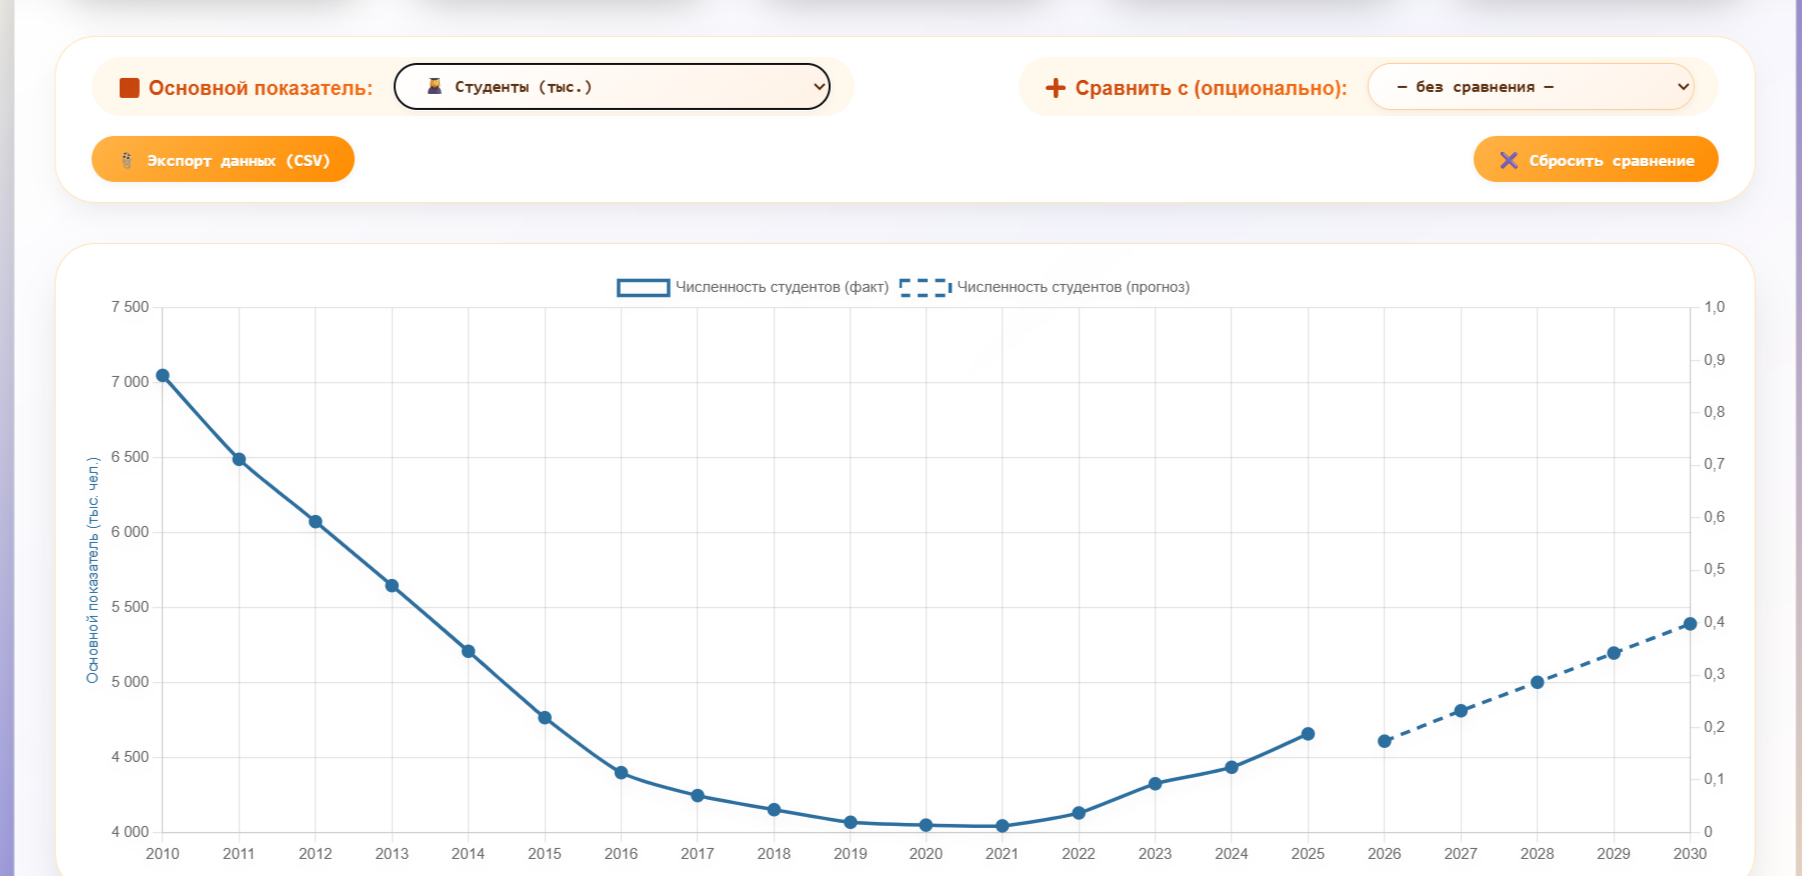 Основной показатель:
Студенты (тыс.)
Сравнить с (опционально):
— без сравнения —
Экспорт данных (CSV)
Сбросить сравнение
Численность студентов (факт)
Численность студентов (прогноз)
Основной показатель (тыс. чел.)
7 500
7 000
6 500
6 000
5 500
5 000
4 500
4 000
1,0
0,9
0,8
0,7
0,6
0,5
0,4
0,3
0,2
0,1
0
2010 2011 2012 2013 2014 2015 2016 2017 2018 2019 2020 2021 2022 2023 2024 2025 2026 2027 2028 2029 2030